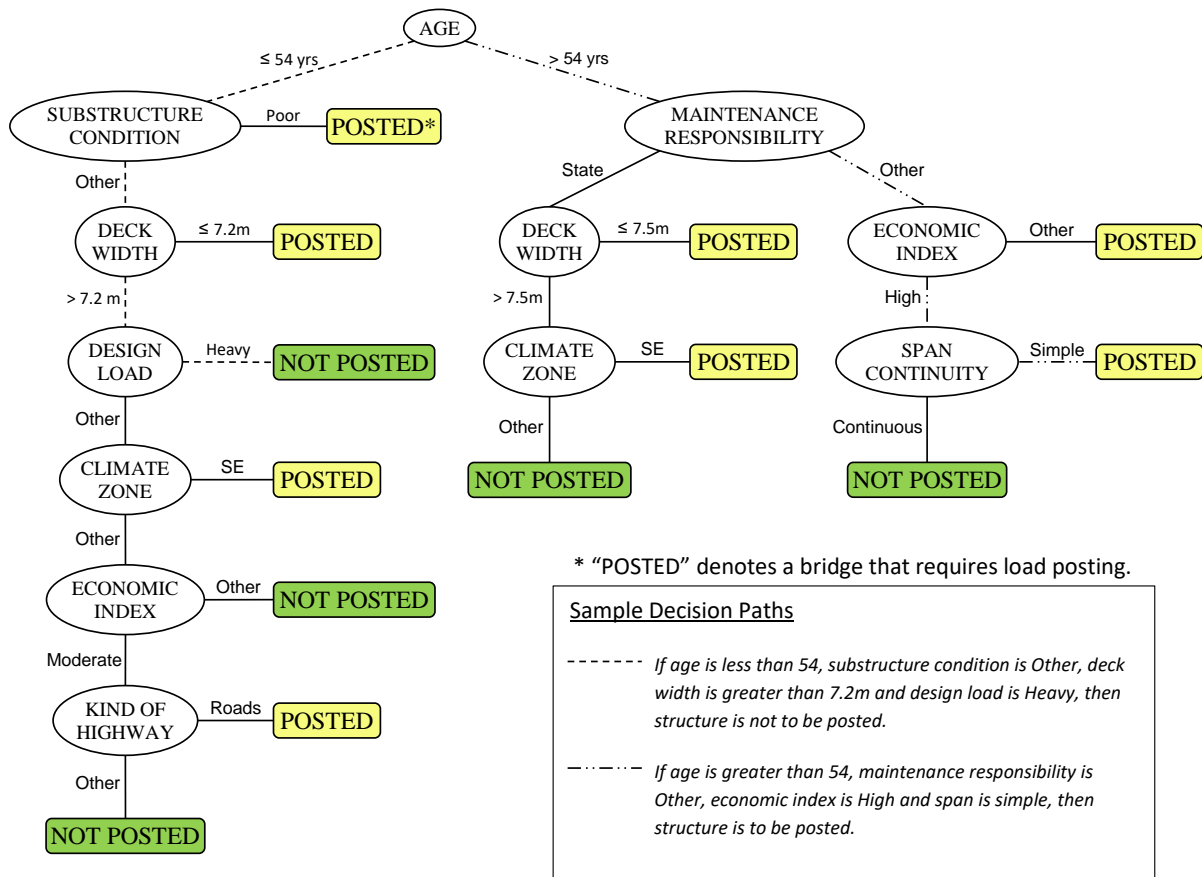 AGE
≤ 54 yrs
> 54 yrs
SUBSTRUCTURE
CONDITION
Poor
POSTED*
MAINTENANCE
RESPONSIBILITY
Other
State
Other
DECK
WIDTH
≤ 7.2m
POSTED
DECK
WIDTH
≤ 7.5m
POSTED
ECONOMIC
INDEX
Other
POSTED
> 7.2 m
> 7.5m
High
DESIGN
LOAD
Heavy
NOT POSTED
CLIMATE
ZONE
SE
POSTED
SPAN
CONTINUITY
Simple
POSTED
Other
Other
Continuous
CLIMATE
ZONE
SE
POSTED
NOT POSTED
NOT POSTED
Other
ECONOMIC
INDEX
Other
NOT POSTED
Moderate
KIND OF
HIGHWAY
Roads
POSTED
Other
NOT POSTED
* “POSTED” denotes a bridge that requires load posting.
Sample Decision Paths
If age is less than 54, substructure condition is Other, deck
width is greater than 7.2m and design load is Heavy, then
structure is not to be posted.
If age is greater than 54, maintenance responsibility is
Other, economic index is High and span is simple, then
structure is to be posted.